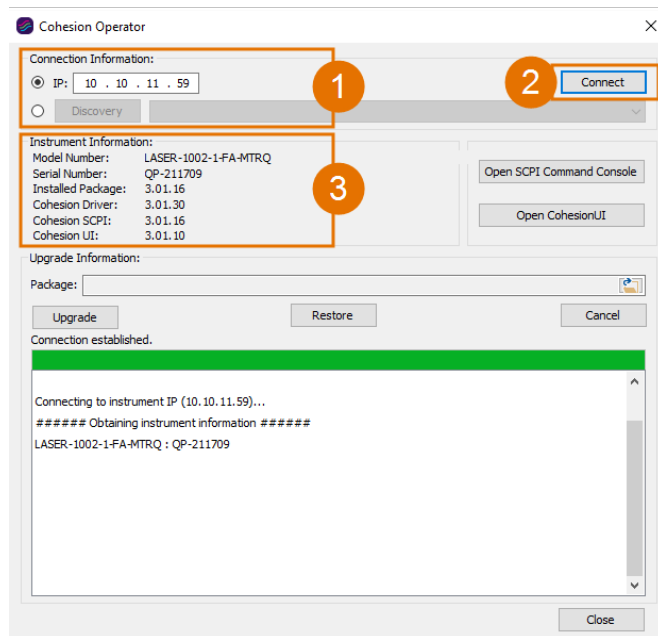 Cohesion Operator
Connection Information:
IP: 10 . 10 . 11 . 59
1
2
Connect
Discovery
Instrument Information:
Model Number: LASER-1002-1-FA-MTRQ
Serial Number: QP-211709
Installed Package: 3.01.16
Cohesion Driver: 3.01.30
Cohesion SCPI: 3.01.16
Cohesion UI: 3.01.10
3
Open SCPI Command Console
Open CohesionUI
Upgrade Information:
Package:
Upgrade
Restore
Cancel
Connection established.
Connecting to instrument IP (10.10.11.59)...
###### Obtaining instrument information ######
LASER-1002-1-FA-MTRQ : QP-211709
Close